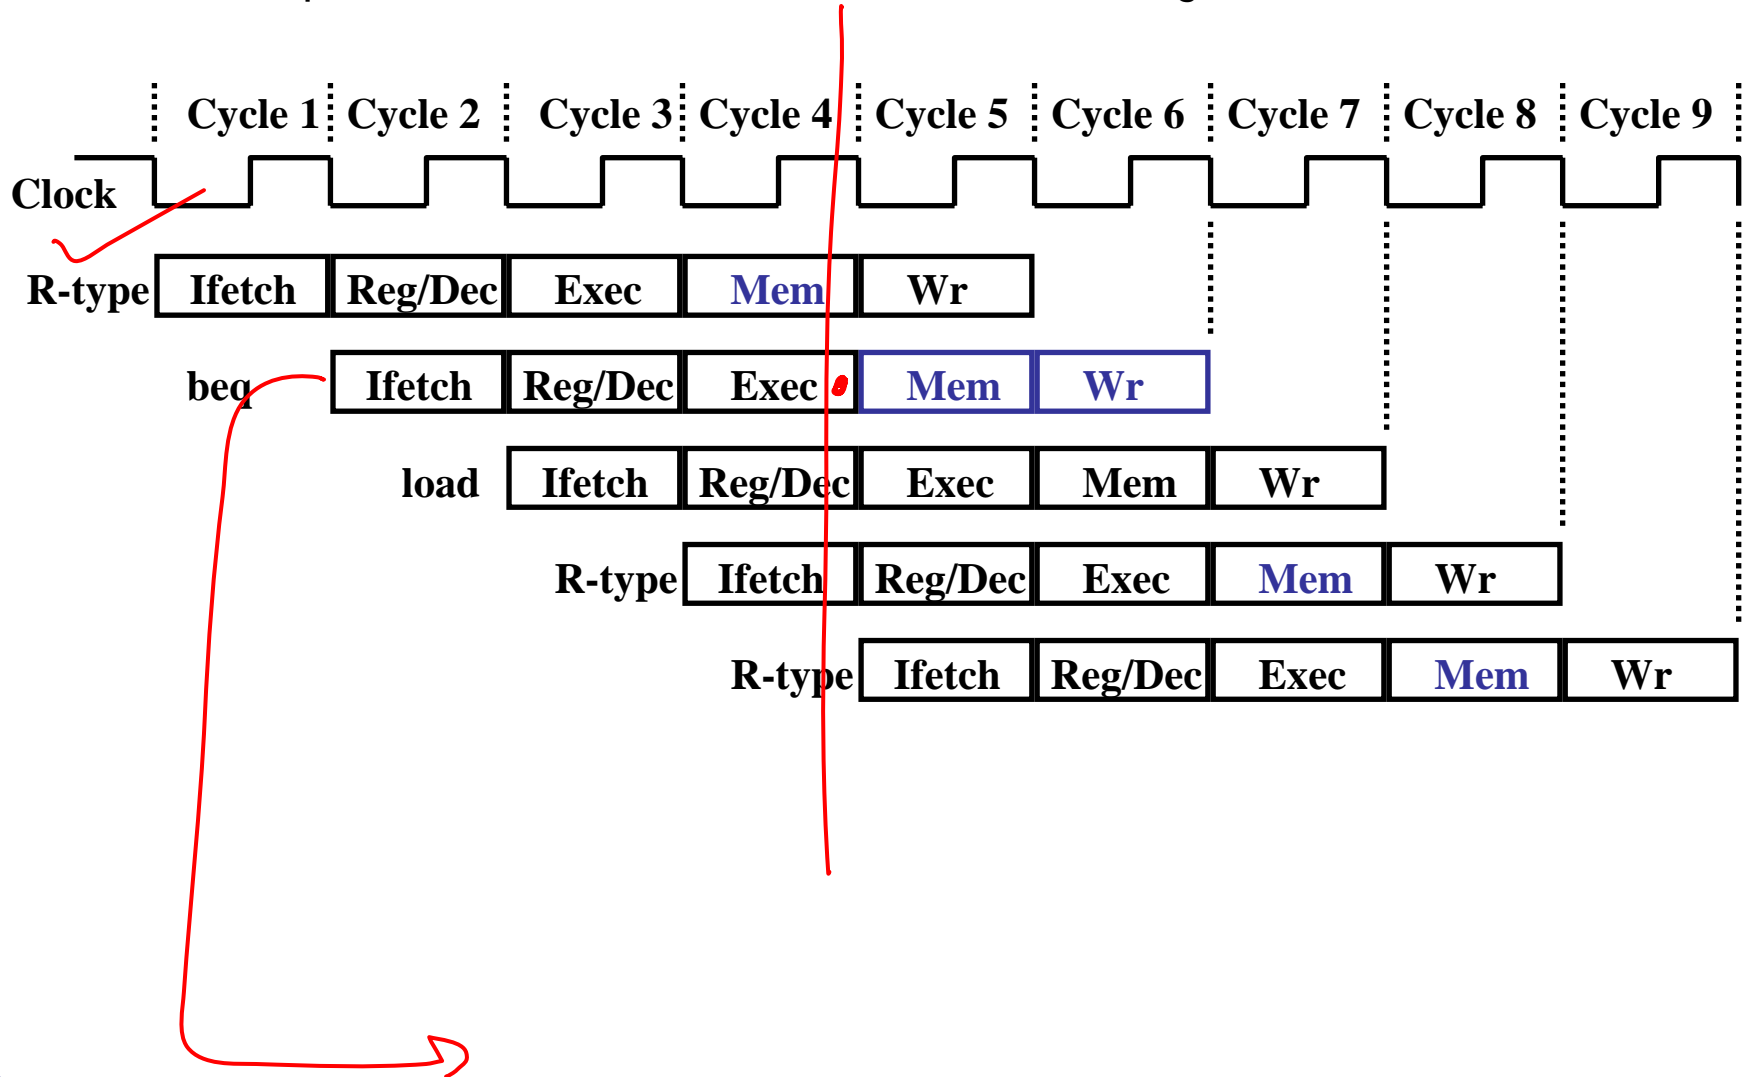 Cycle 1 Cycle 2 Cycle 3 Cycle 4 Cycle 5 Cycle 6 Cycle 7 Cycle 8 Cycle 9
Clock
R-type Ifetch Reg/Dec Exec Mem Wr
beq Ifetch Reg/Dec Exec Mem Wr
load Ifetch Reg/Dec Exec Mem Wr
R-type Ifetch Reg/Dec Exec Mem Wr
R-type Ifetch Reg/Dec Exec Mem Wr